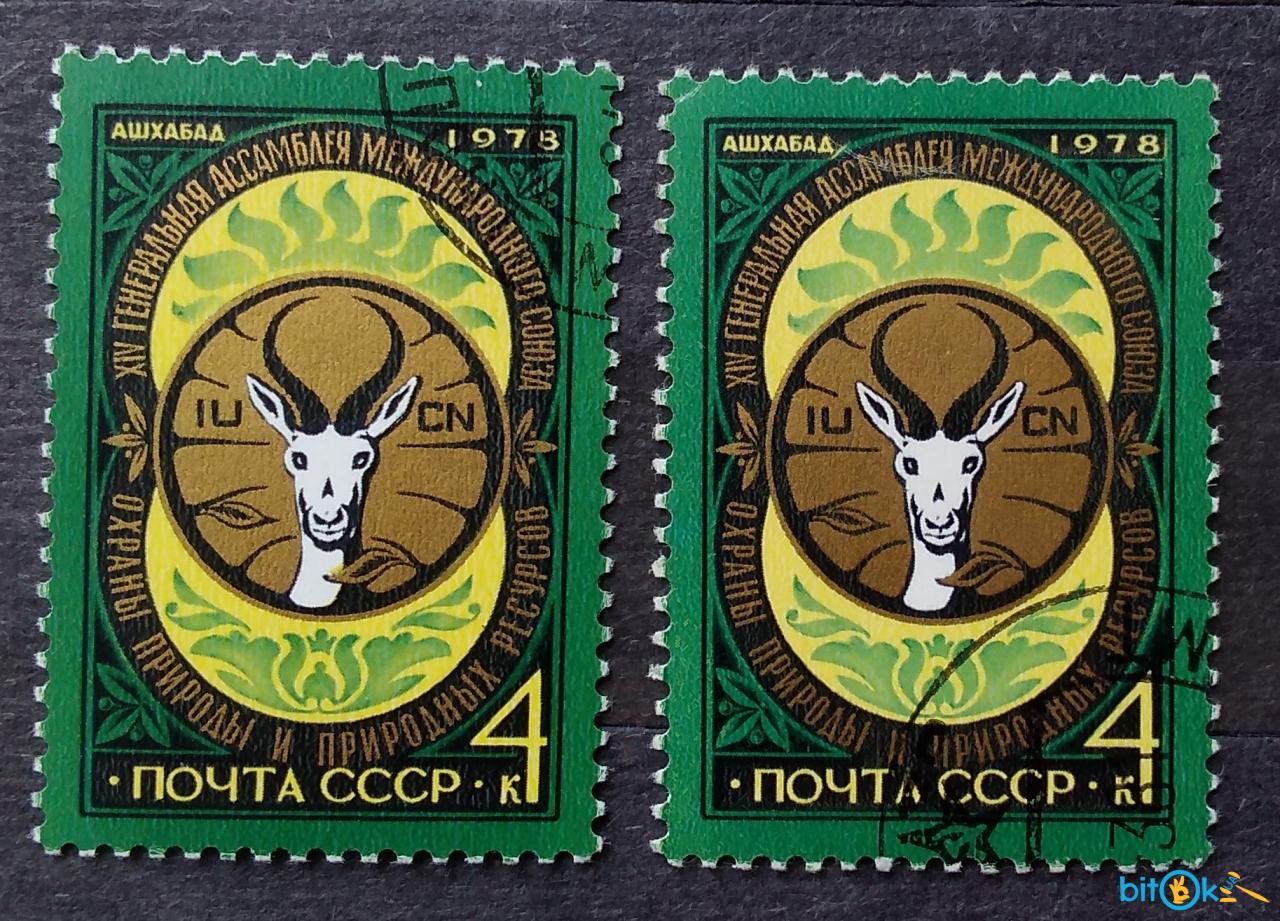 АШХАБАД 1978
XIV ГЕНЕРАЛЬНАЯ АССАМБЛЕЯ МЕЖДУНАРОДНОГО СОЮЗА
ОХРАНЫ ПРИРОДЫ И ПРИРОДНЫХ РЕСУРСОВ
IU CN
4
· ПОЧТА СССР · к
АШХАБАД 1978
XIV ГЕНЕРАЛЬНАЯ АССАМБЛЕЯ МЕЖДУНАРОДНОГО СОЮЗА
ОХРАНЫ ПРИРОДЫ И ПРИРОДНЫХ РЕСУРСОВ
IU CN
4
· ПОЧТА СССР · к
bitOk